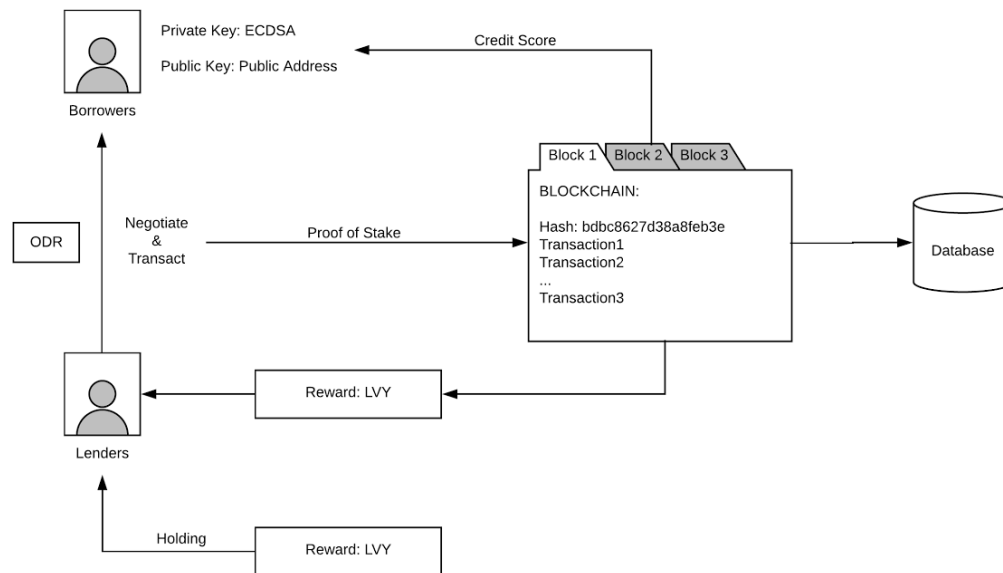 Private Key: ECDSA
Credit Score
Public Key: Public Address
Borrowers
Block 1
Block 2
Block 3
BLOCKCHAIN:
Hash: bdbc8627d38a8feb3e
Transaction1
Transaction2
...
Transaction3
ODR
Negotiate
&
Transact
Proof of Stake
Database
Reward: LVY
Lenders
Holding
Reward: LVY